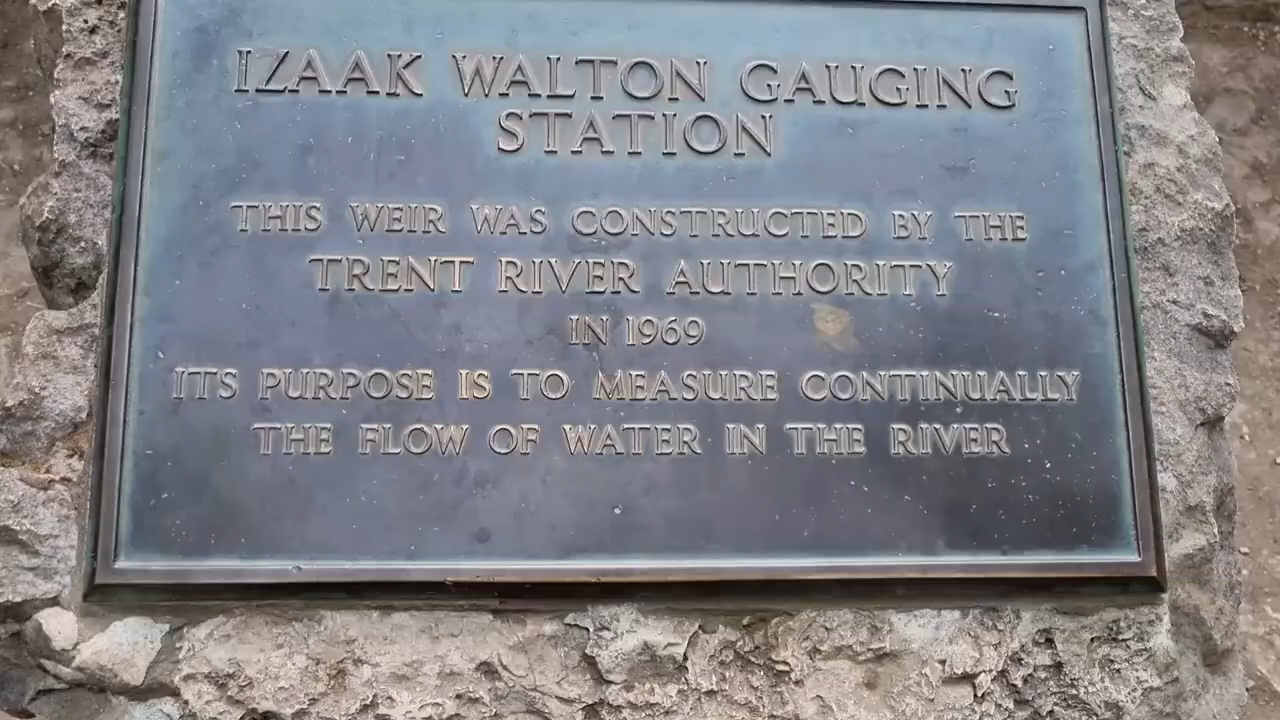 IZAAK WALTON GAUGING
STATION
THIS WEIR WAS CONSTRUCTED BY THE
TRENT RIVER AUTHORITY
IN 1969
ITS PURPOSE IS TO MEASURE CONTINUALLY
THE FLOW OF WATER IN THE RIVER